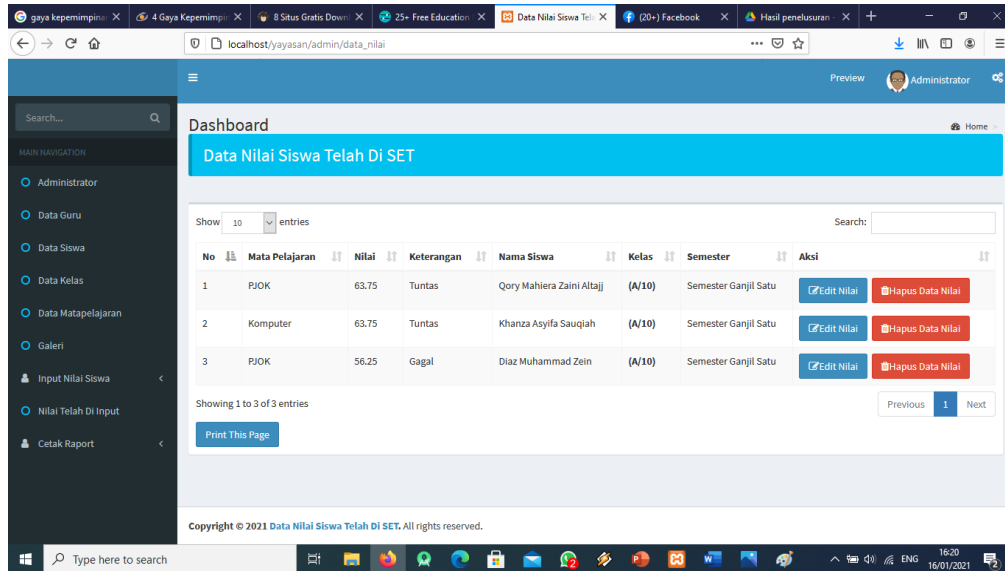 gaya kepemimpina
4 Gaya Kepemimpin
8 Situs Gratis Downl
25+ Free Education
Data Nilai Siswa Tela
(20+) Facebook
Hasil penelusuran -
localhost/yayasan/admin/data_nilai
Preview
Administrator
Search...
MAIN NAVIGATION
Administrator
Data Guru
Data Siswa
Data Kelas
Data Matapelajaran
Galeri
Input Nilai Siswa
Nilai Telah Di Input
Cetak Raport
Dashboard
Home >
Data Nilai Siswa Telah Di SET
Show 10 entries
Search:
No Mata Pelajaran Nilai Keterangan Nama Siswa Kelas Semester Aksi
1 PJOK 63.75 Tuntas Qory Mahiera Zaini Altajj (A/10) Semester Ganjil Satu Edit Nilai Hapus Data Nilai
2 Komputer 63.75 Tuntas Khanza Asyifa Sauqiah (A/10) Semester Ganjil Satu Edit Nilai Hapus Data Nilai
3 PJOK 56.25 Gagal Diaz Muhammad Zein (A/10) Semester Ganjil Satu Edit Nilai Hapus Data Nilai
Showing 1 to 3 of 3 entries
Previous 1 Next
Print This Page
Copyright © 2021 Data Nilai Siswa Telah Di SET. All rights reserved.
Type here to search
ENG
16:20
16/01/2021